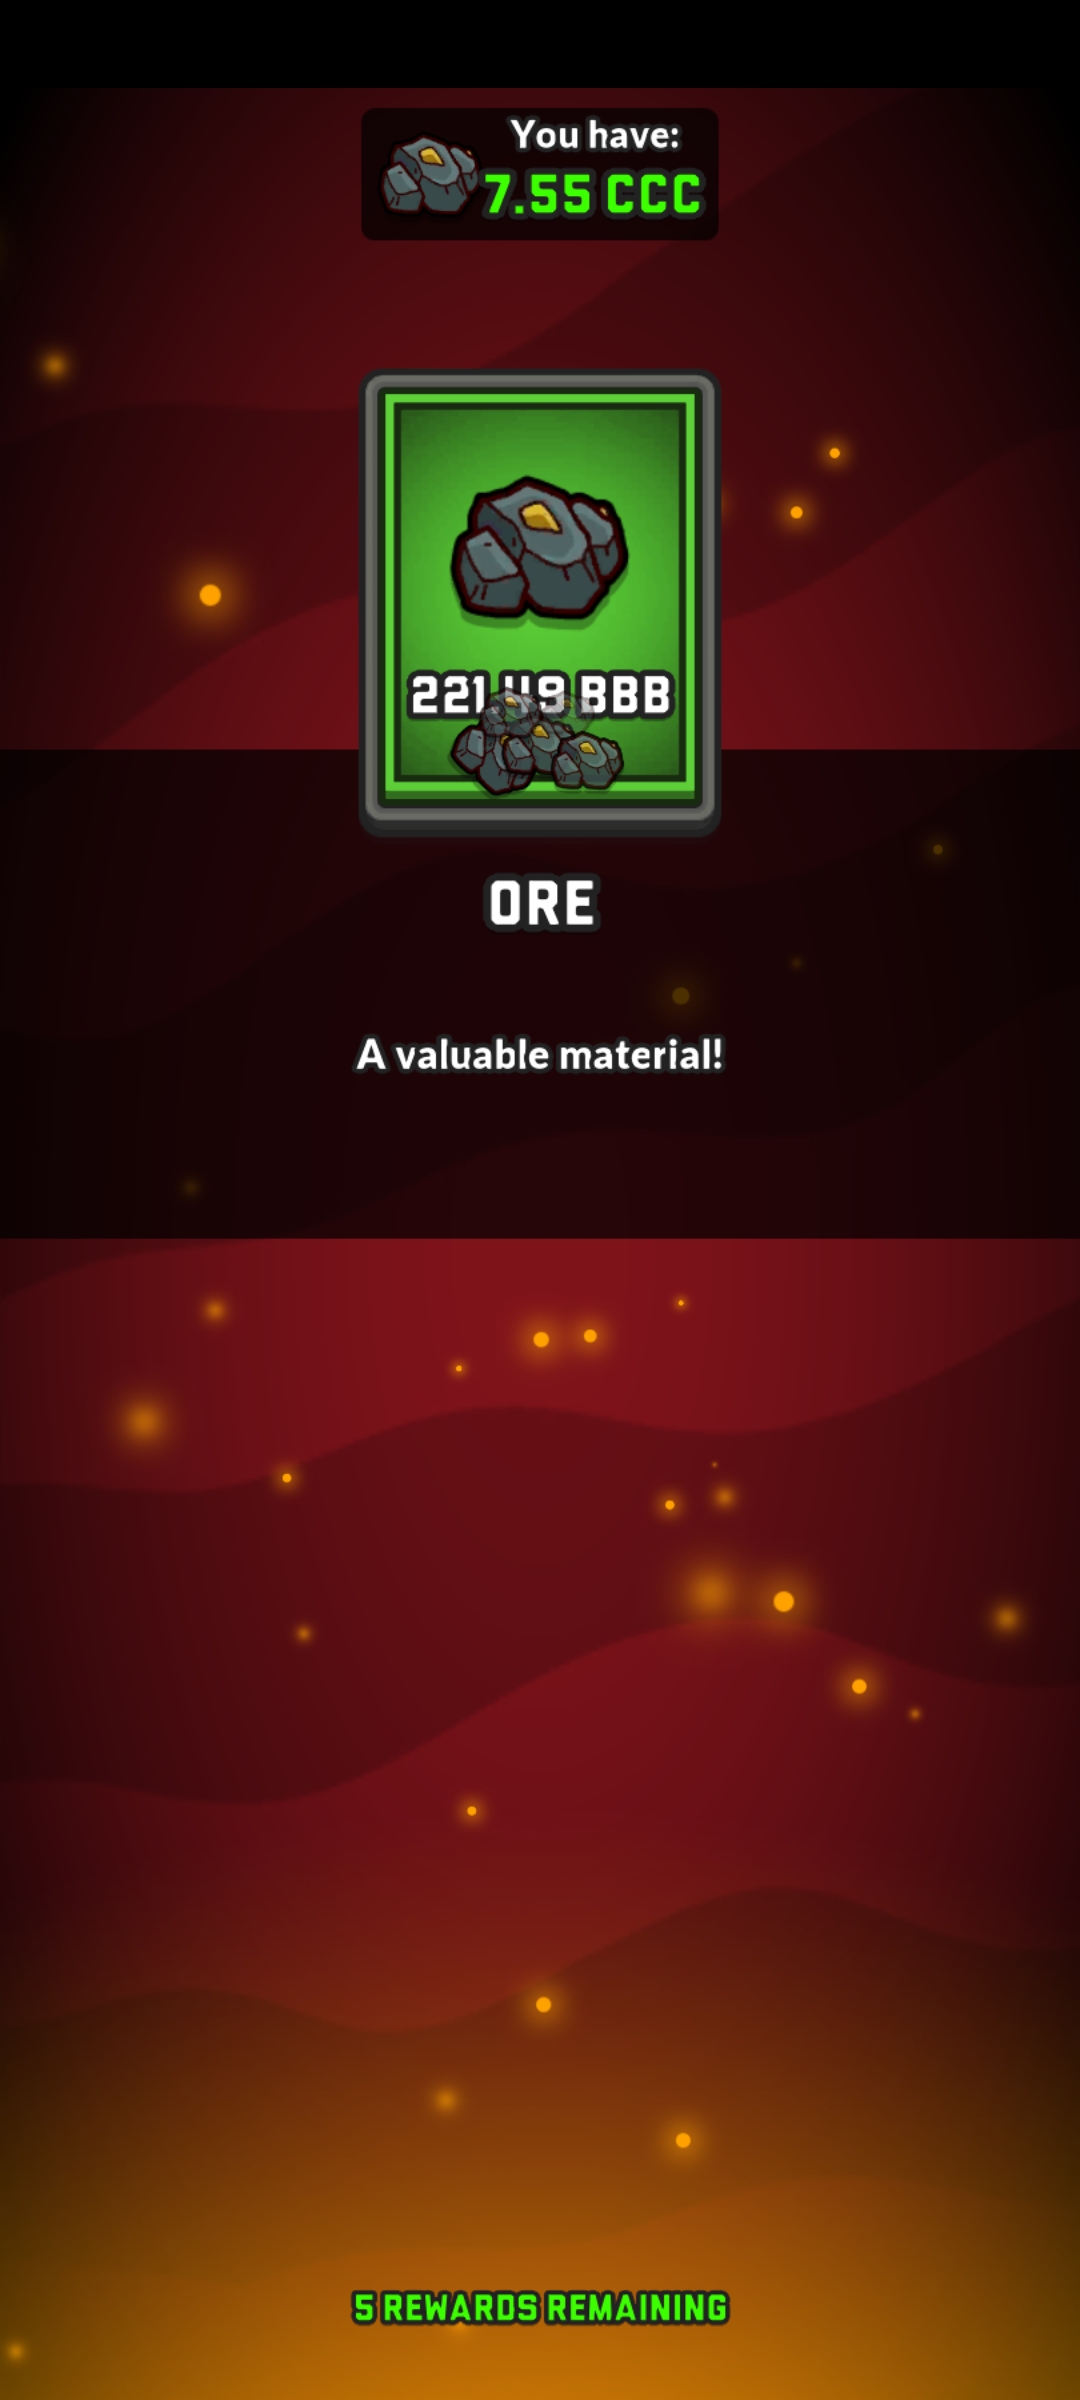 You have:
7.55 CCC
BBB
ORE
A valuable material!
5 REWARDS REMAINING